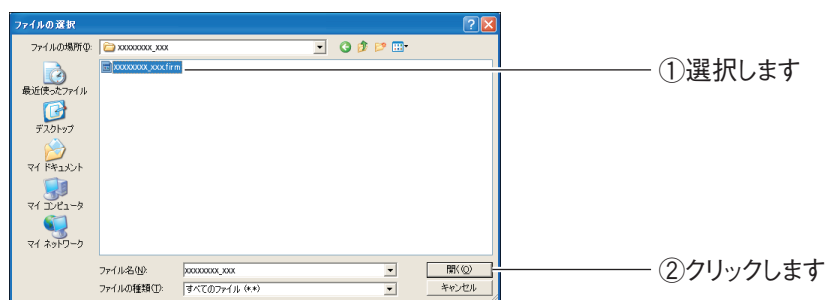 ファイルの選択
ファイルの場所(I):
xxxxxxxx_xxx
xxxxxxxx_xxx.firm
①選択します
最近使ったファイル
デスクトップ
マイ ドキュメント
マイ コンピュータ
マイ ネットワーク
ファイル名(N):
xxxxxxxx_xxx
開く(O)
②クリックします
ファイルの種類(T):
すべてのファイル (*.*)
キャンセル